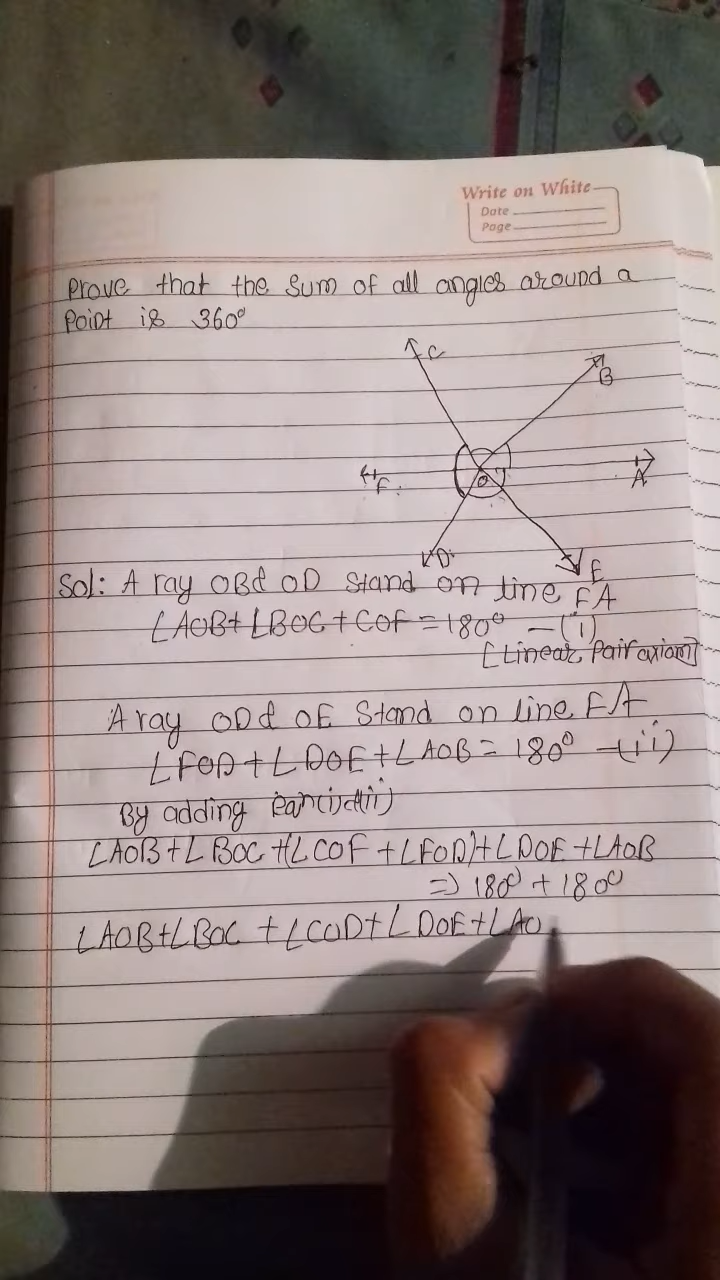 Write on White
Date
Page
Prove that the sum of all angles around a
Point is 360°
C
B
F
O
A
D
E
Sol: A ray OB & OD stand on line FA
∠AOB+∠BOC+COF=180° –(i)
[Linear Pair axiom]
A ray OD & OE Stand on line FA
∠FOD+∠DOE+∠AOB=180° –(ii)
By adding (i)&(ii)
∠AOB+∠BOC+(∠COF+∠FOD)+∠DOE+∠AOB
=> 180°+180°
∠AOB+∠BOC+∠COD+∠DOE+∠AO